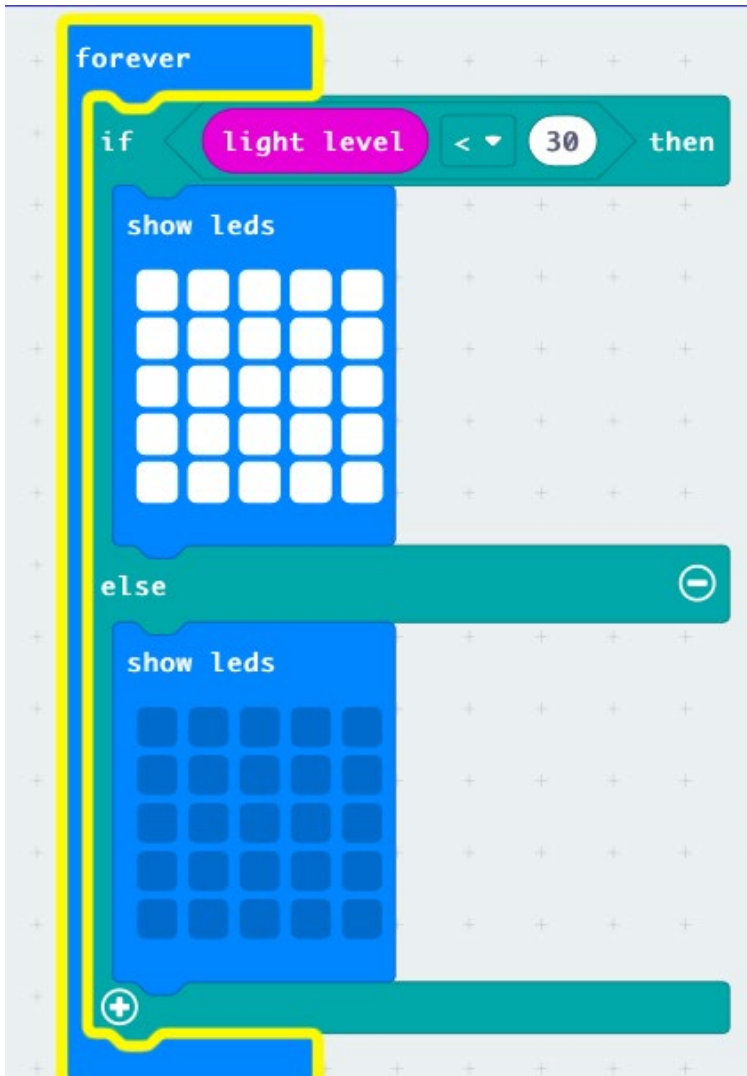 forever
if light level < 30 then
show leds
else
show leds